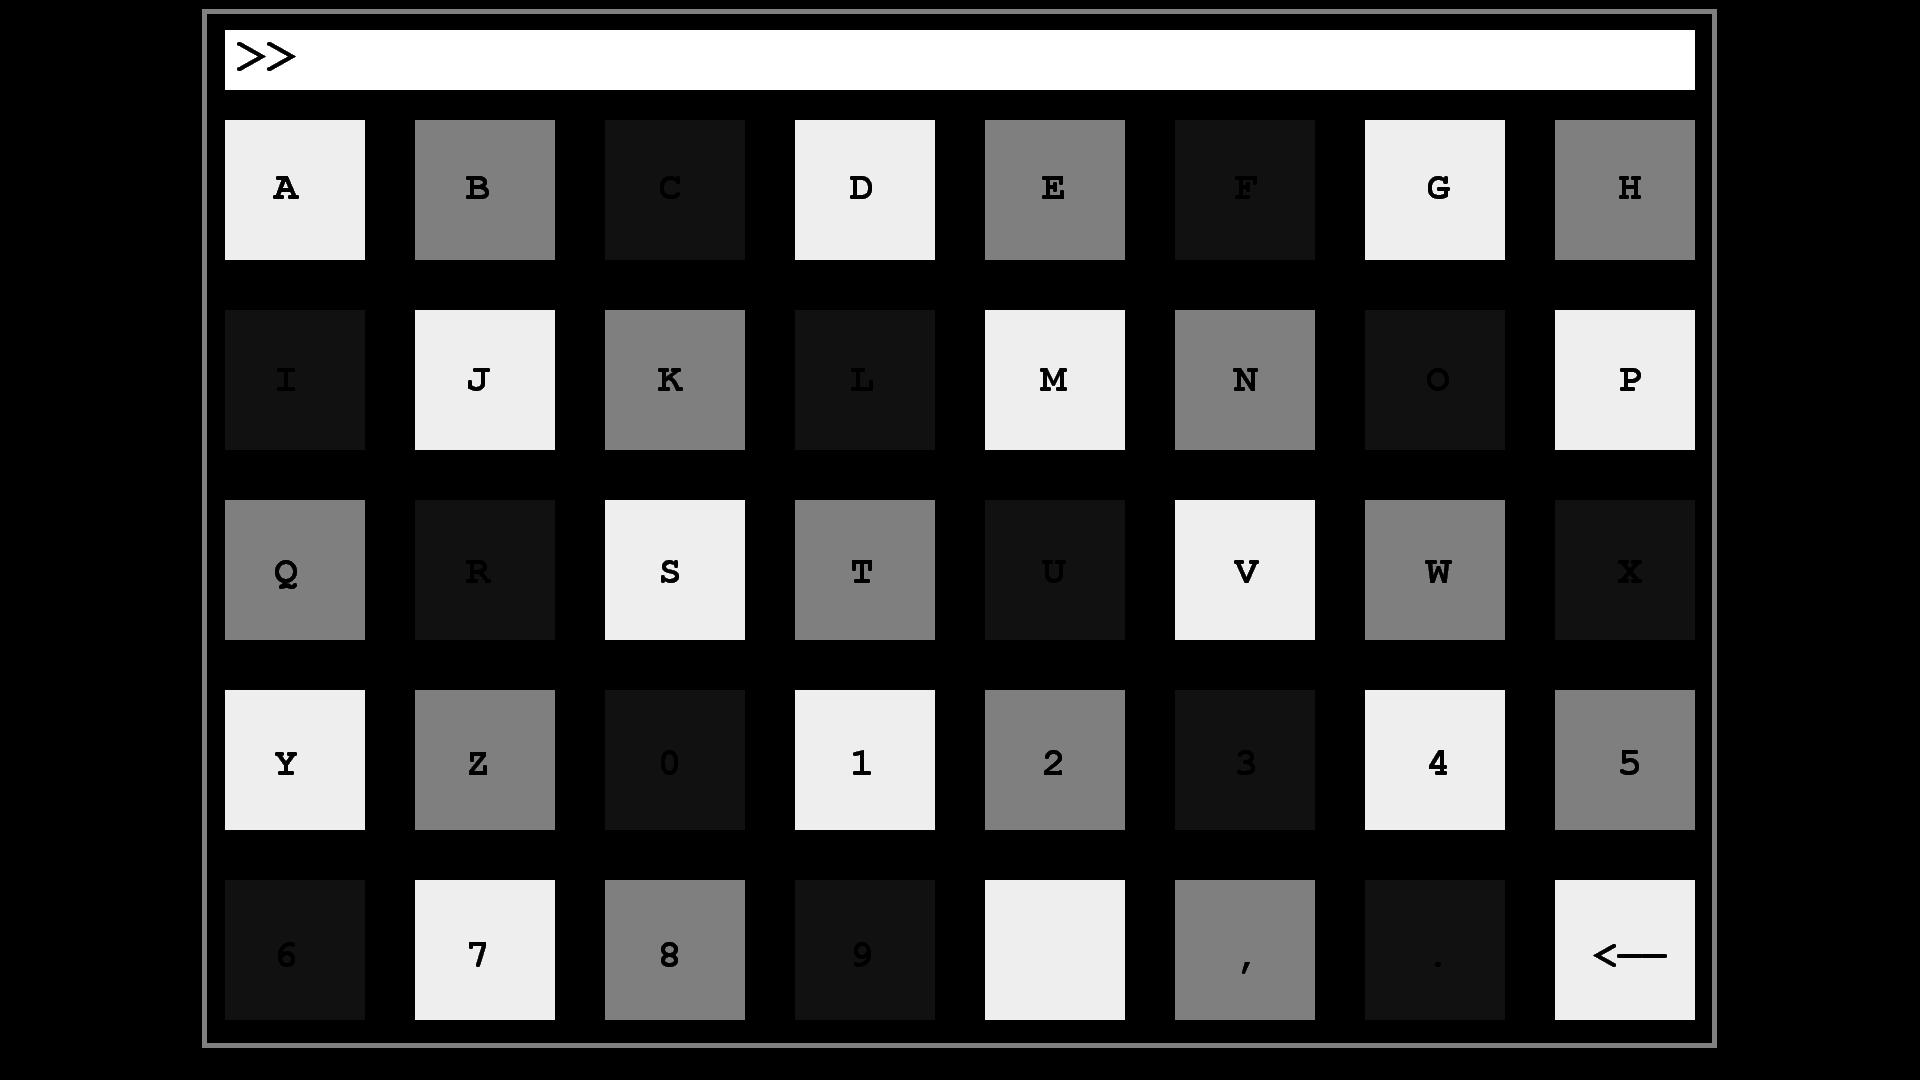 >>
A B C D E F G H
I J K L M N O P
Q R S T U V W X
Y Z 0 1 2 3 4 5
6 7 8 9 , . <—